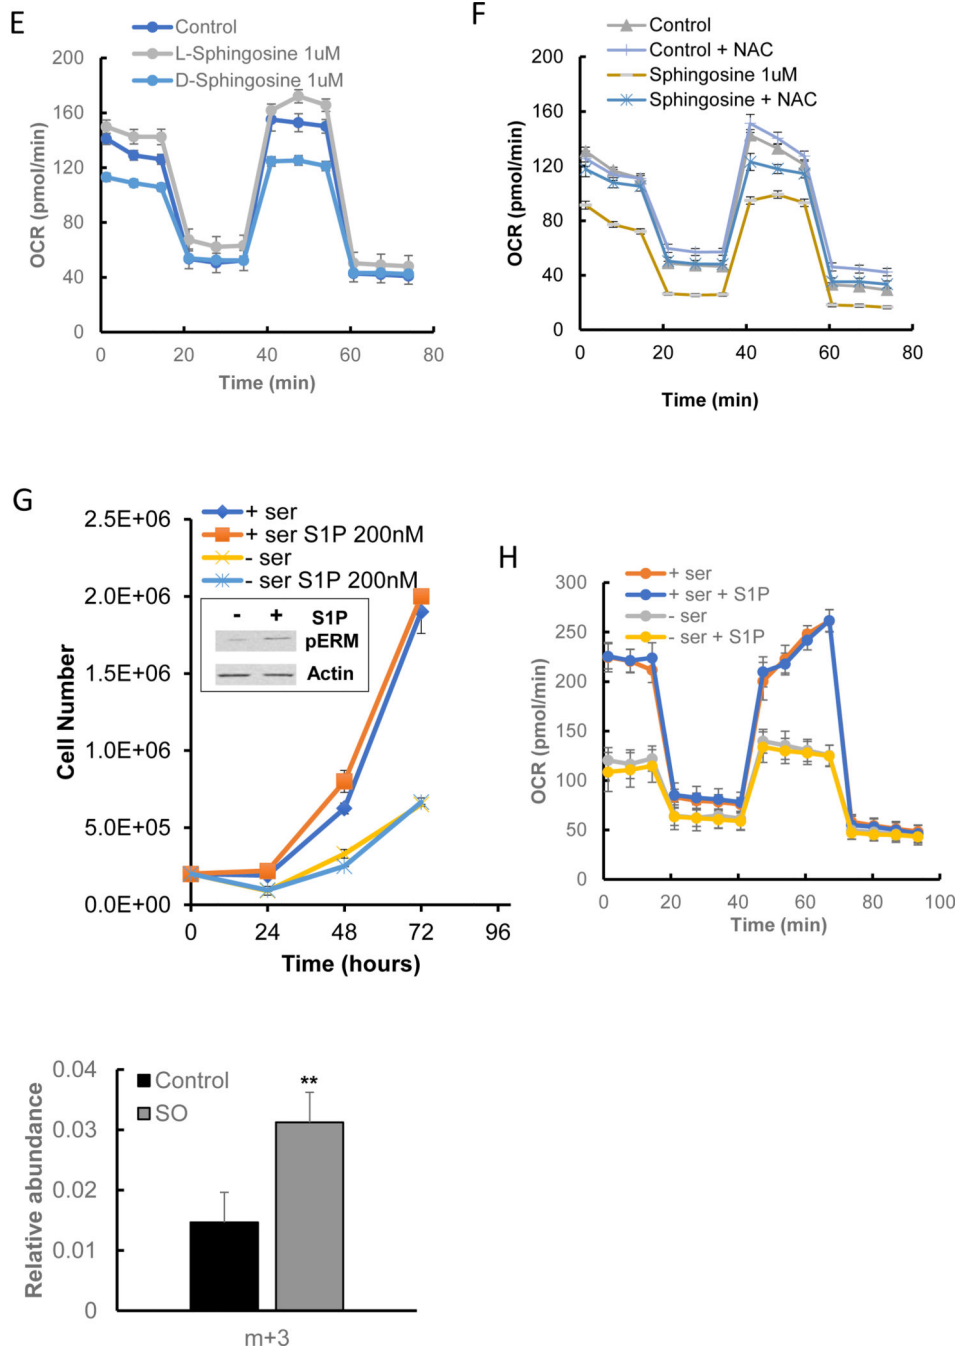 E
Control
L-Sphingosine 1uM
D-Sphingosine 1uM
200
160
120
80
40
0
OCR (pmol/min)
0 20 40 60 80
Time (min)
F
Control
Control + NAC
Sphingosine 1uM
Sphingosine + NAC
200
160
120
80
40
0
OCR (pmol/min)
0 20 40 60 80
Time (min)
G
+ ser
+ ser S1P 200nM
- ser
- ser S1P 200nM
- + S1P
pERM
Actin
2.5E+06
2.0E+06
1.5E+06
1.0E+06
5.0E+05
0.0E+00
Cell Number
0 24 48 72 96
Time (hours)
H
+ ser
+ ser + S1P
- ser
- ser + S1P
300
250
200
150
100
50
0
OCR (pmol/min)
0 20 40 60 80 100
Time (min)
Control
SO
**
0.04
0.03
0.02
0.01
0
Relative abundance
m+3